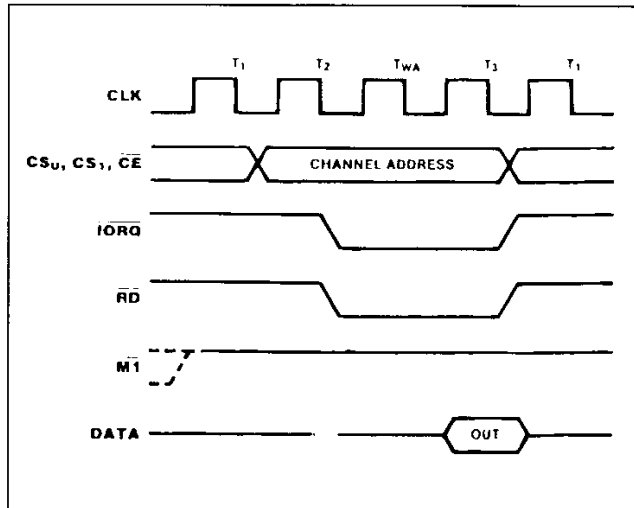 T1 T2 TWA T3 T1
CLK
CSU, CS1, CE CHANNEL ADDRESS
IORQ
RD
M1
DATA OUT